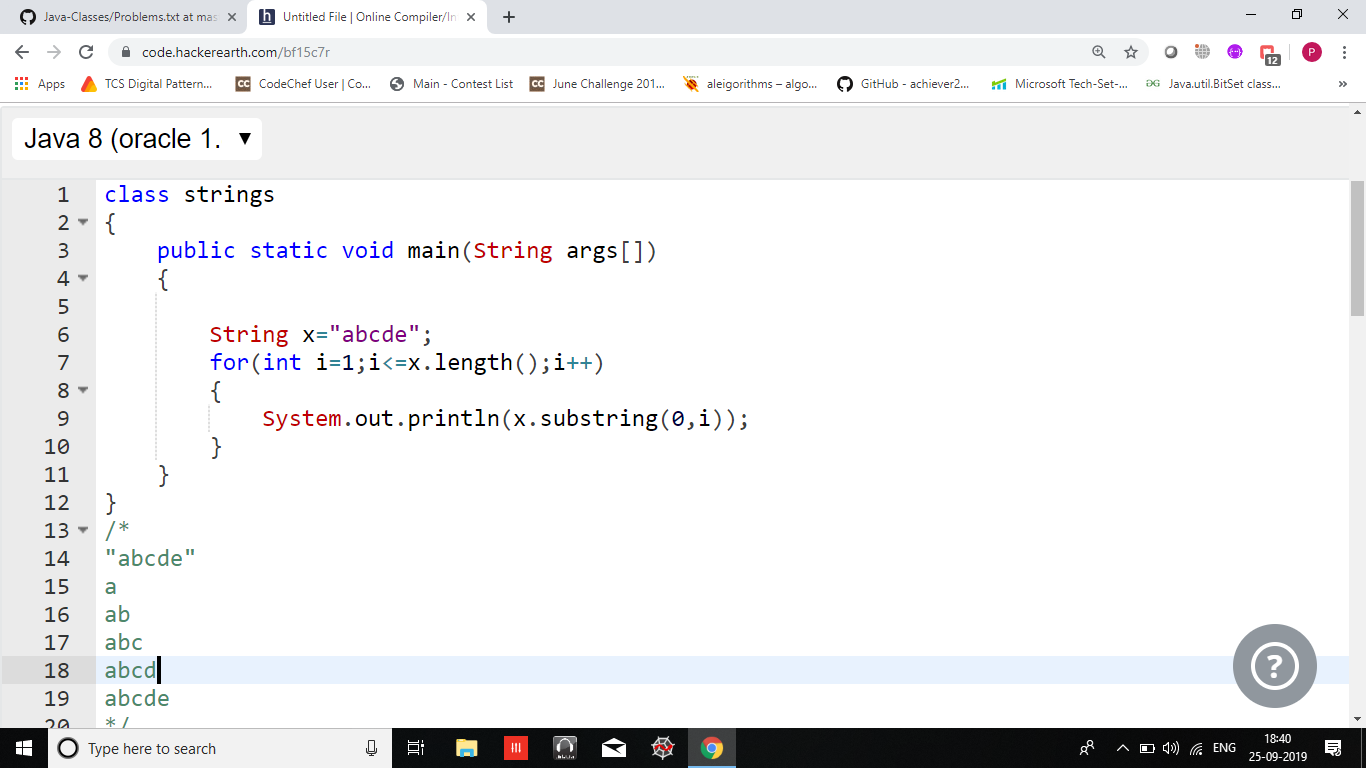 Java-Classes/Problems.txt at mas
Untitled File | Online Compiler/In
code.hackerearth.com/bf15c7r
P
12
Apps
TCS Digital Pattern...
CC CodeChef User | Co...
Main - Contest List
CC June Challenge 201...
aleigorithms – algo...
GitHub - achiever2...
Microsoft Tech-Set-...
Java.util.BitSet class...
»
Java 8 (oracle 1.
1 class strings
2 {
3 public static void main(String args[])
4 {
5
6 String x="abcde";
7 for(int i=1;i<=x.length();i++)
8 {
9 System.out.println(x.substring(0,i));
10 }
11 }
12 }
13 /*
14 "abcde"
15 a
16 ab
17 abc
18 abcd
19 abcde
20 */
?
Type here to search
ENG
18:40
25-09-2019